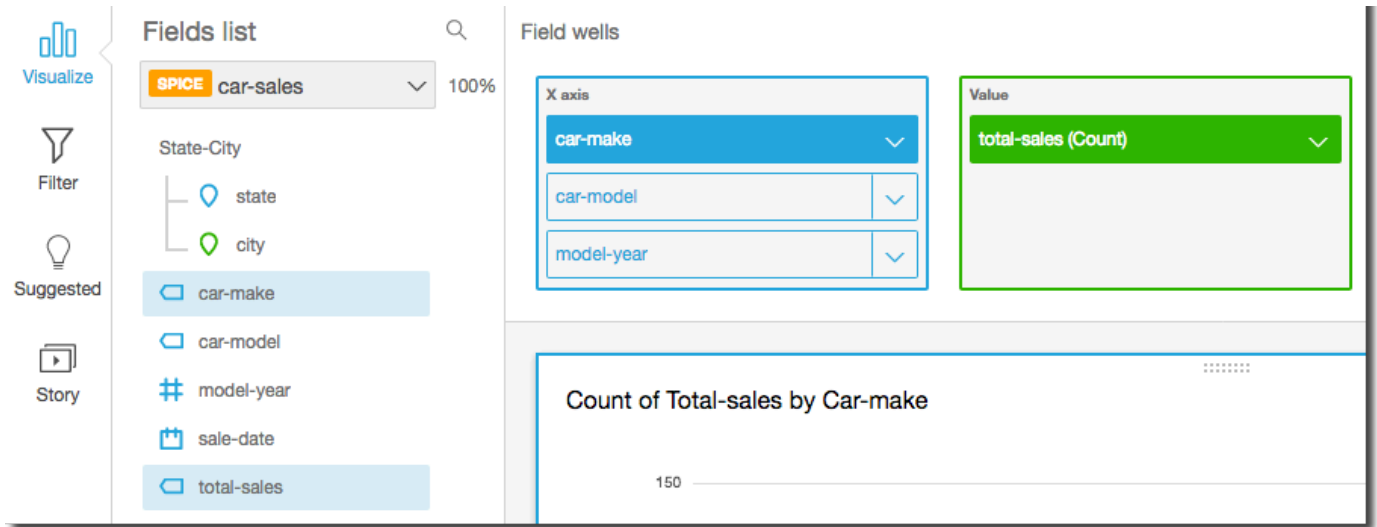 Visualize
Filter
Suggested
Story
Fields list
SPICE car-sales 100%
State-City
state
city
car-make
car-model
model-year
sale-date
total-sales
Field wells
X axis
car-make
car-model
model-year
Value
total-sales (Count)
Count of Total-sales by Car-make
150